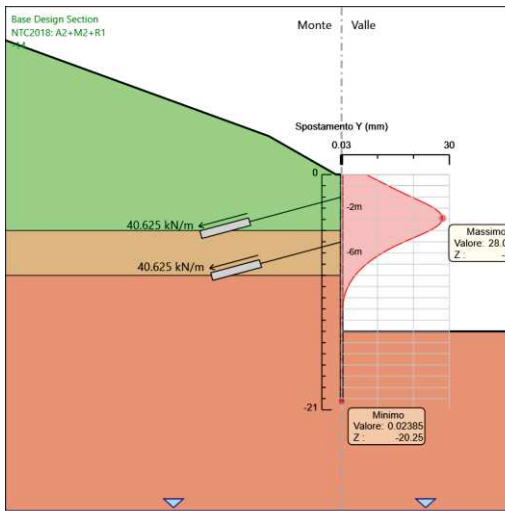 Base Design Section
NTC2018: A2+M2+R1
Monte
Valle
Spostamento Y (mm)
0.03
30
0
-2m
40.625 kN/m
Massimo
Valore: 28.0
Z : -
-6m
40.625 kN/m
-21
Minimo
Valore: 0.02385
Z : -20.25